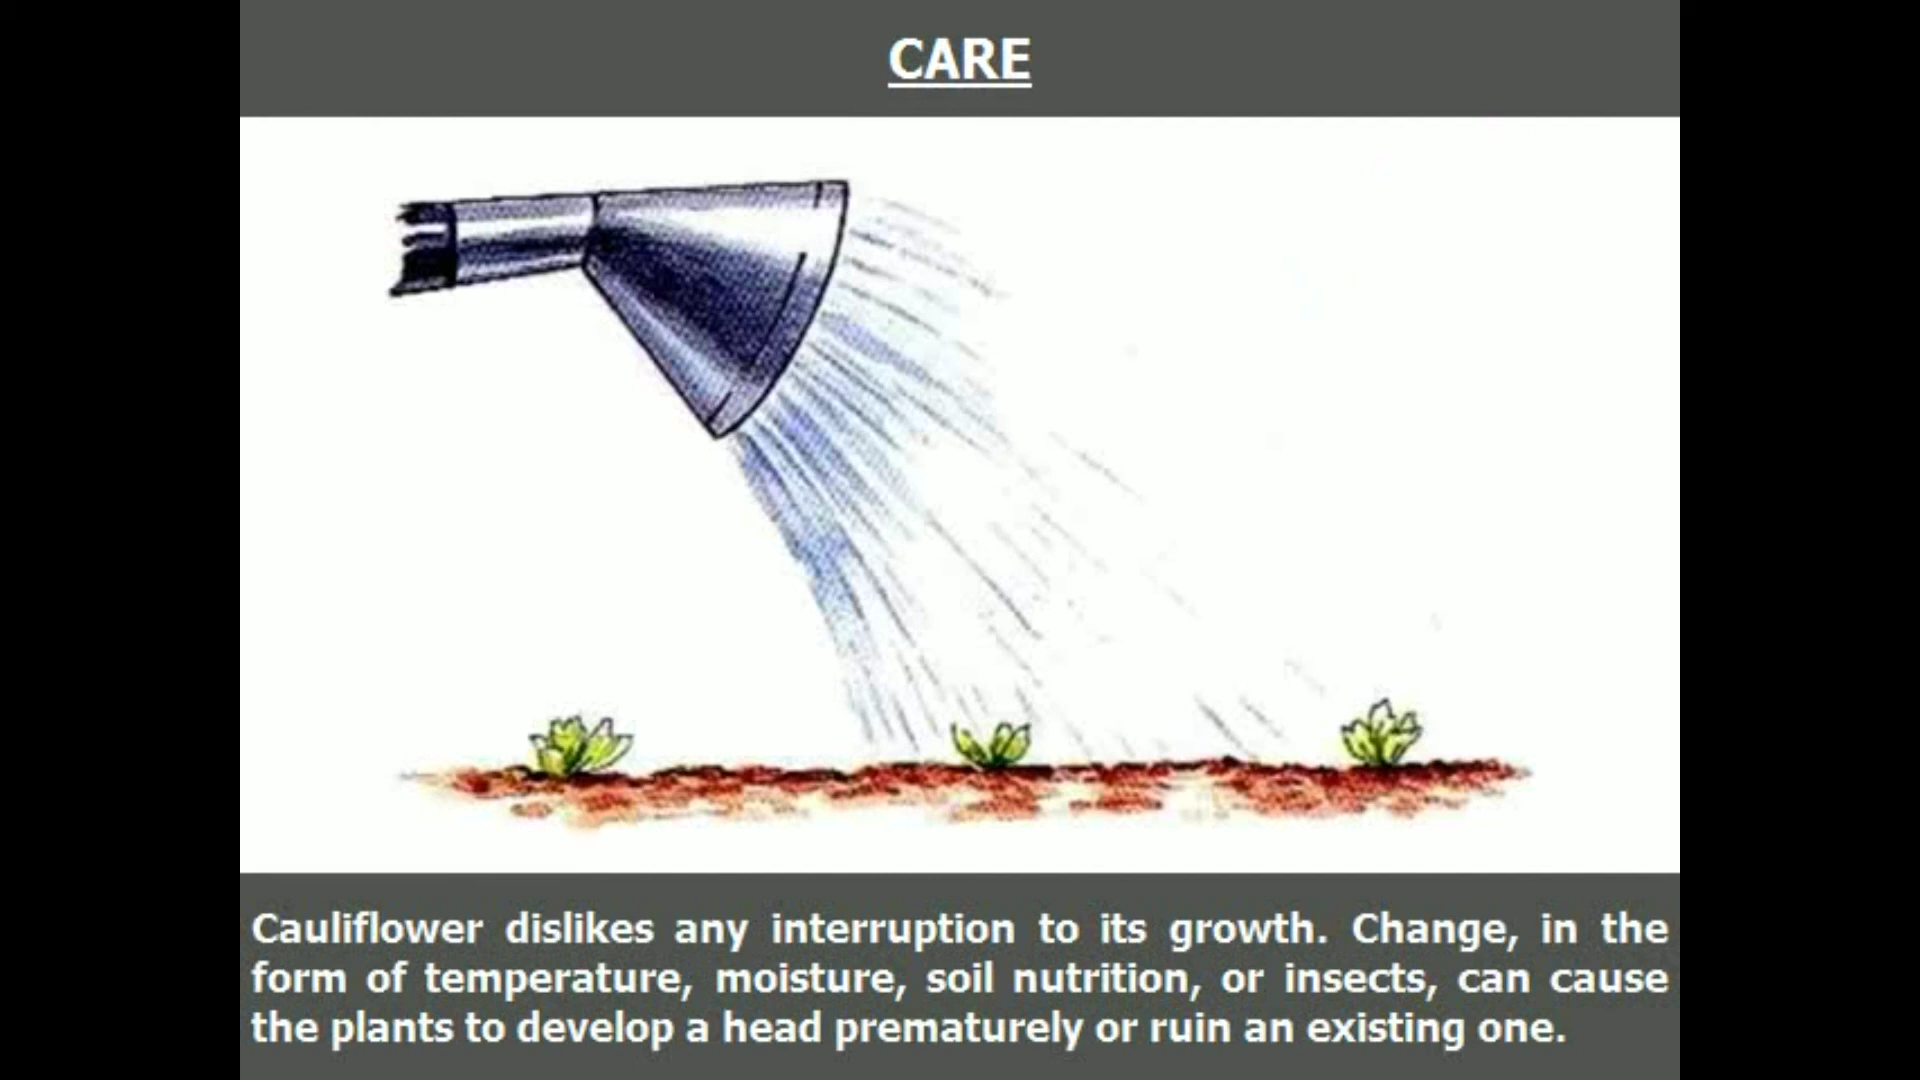 CARE
Cauliflower dislikes any interruption to its growth. Change, in the
form of temperature, moisture, soil nutrition, or insects, can cause
the plants to develop a head prematurely or ruin an existing one.